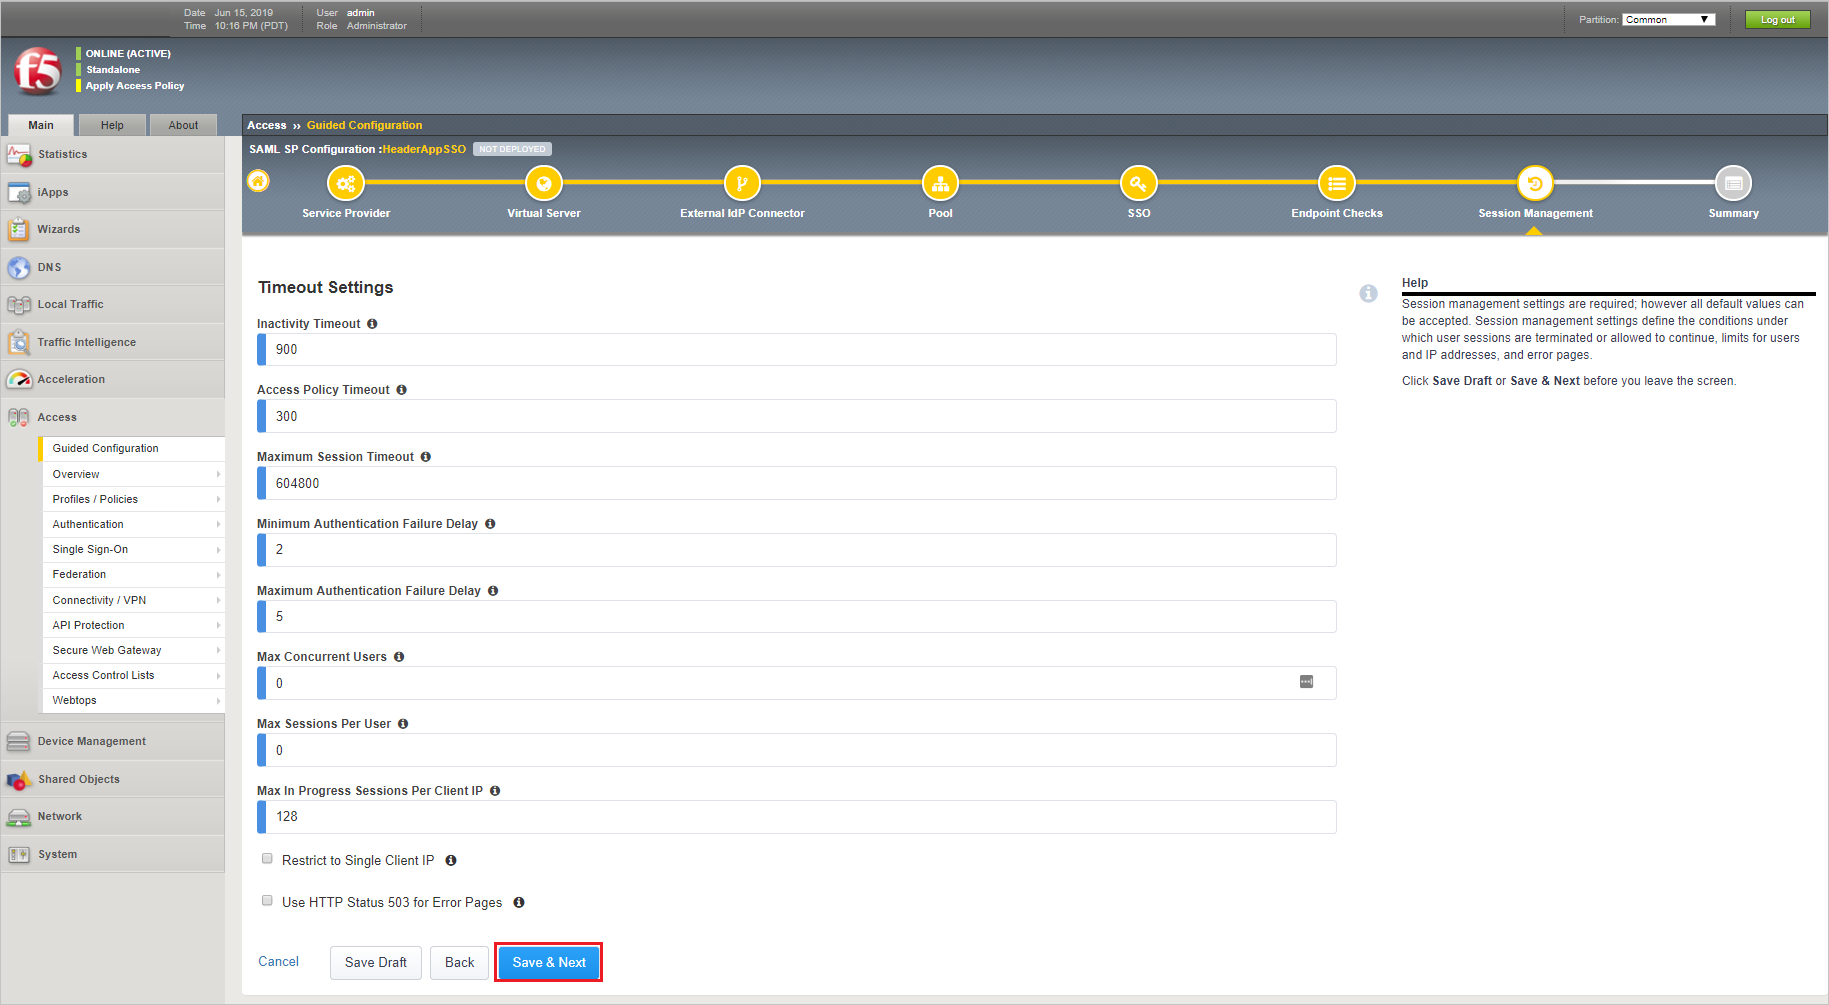 Date Jun 15, 2019
Time 10:16 PM (PDT)
User admin
Role Administrator
Partition: Common
Log out
f5
ONLINE (ACTIVE)
Standalone
Apply Access Policy
Main
Help
About
Access » Guided Configuration
SAML SP Configuration :HeaderAppSSO NOT DEPLOYED
Service Provider
Virtual Server
External IdP Connector
Pool
SSO
Endpoint Checks
Session Management
Summary
Statistics
iApps
Wizards
DNS
Local Traffic
Traffic Intelligence
Acceleration
Access
Guided Configuration
Overview
Profiles / Policies
Authentication
Single Sign-On
Federation
Connectivity / VPN
API Protection
Secure Web Gateway
Access Control Lists
Webtops
Device Management
Shared Objects
Network
System
Timeout Settings
Inactivity Timeout
900
Access Policy Timeout
300
Maximum Session Timeout
604800
Minimum Authentication Failure Delay
2
Maximum Authentication Failure Delay
5
Max Concurrent Users
0
Max Sessions Per User
0
Max In Progress Sessions Per Client IP
128
Restrict to Single Client IP
Use HTTP Status 503 for Error Pages
Cancel
Save Draft
Back
Save & Next
Help
Session management settings are required; however all default values can
be accepted. Session management settings define the conditions under
which user sessions are terminated or allowed to continue, limits for users
and IP addresses, and error pages.
Click Save Draft or Save & Next before you leave the screen.